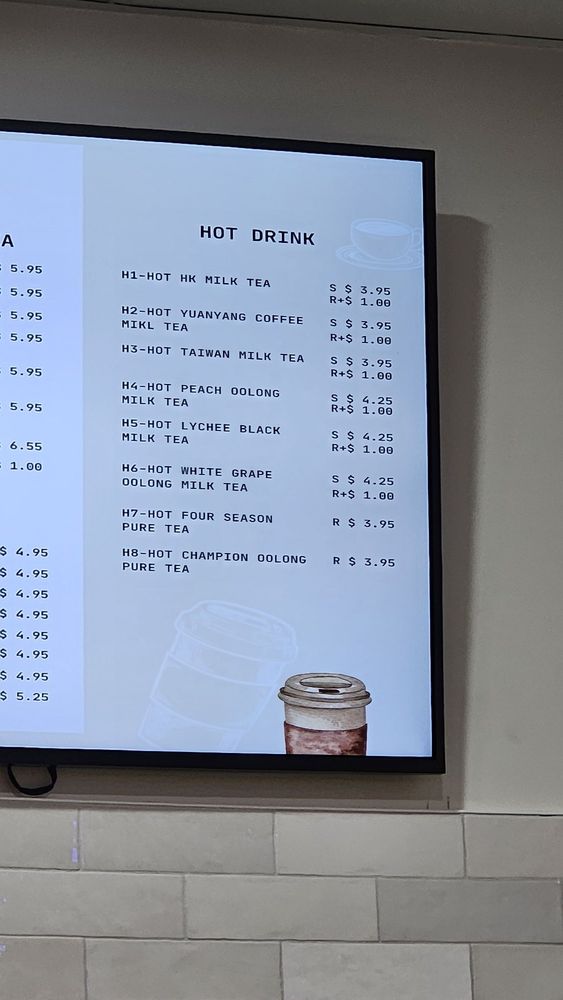 A
$ 5.95
$ 5.95
$ 5.95
$ 5.95
$ 5.95
$ 5.95
$ 6.55
$ 1.00
$ 4.95
$ 4.95
$ 4.95
$ 4.95
$ 4.95
$ 4.95
$ 4.95
$ 5.25
HOT DRINK
H1-HOT HK MILK TEA
S $ 3.95
R+$ 1.00
H2-HOT YUANYANG COFFEE
MIKL TEA
S $ 3.95
R+$ 1.00
H3-HOT TAIWAN MILK TEA
S $ 3.95
R+$ 1.00
H4-HOT PEACH OOLONG
MILK TEA
S $ 4.25
R+$ 1.00
H5-HOT LYCHEE BLACK
MILK TEA
S $ 4.25
R+$ 1.00
H6-HOT WHITE GRAPE
OOLONG MILK TEA
S $ 4.25
R+$ 1.00
H7-HOT FOUR SEASON
PURE TEA
R $ 3.95
H8-HOT CHAMPION OOLONG
PURE TEA
R $ 3.95